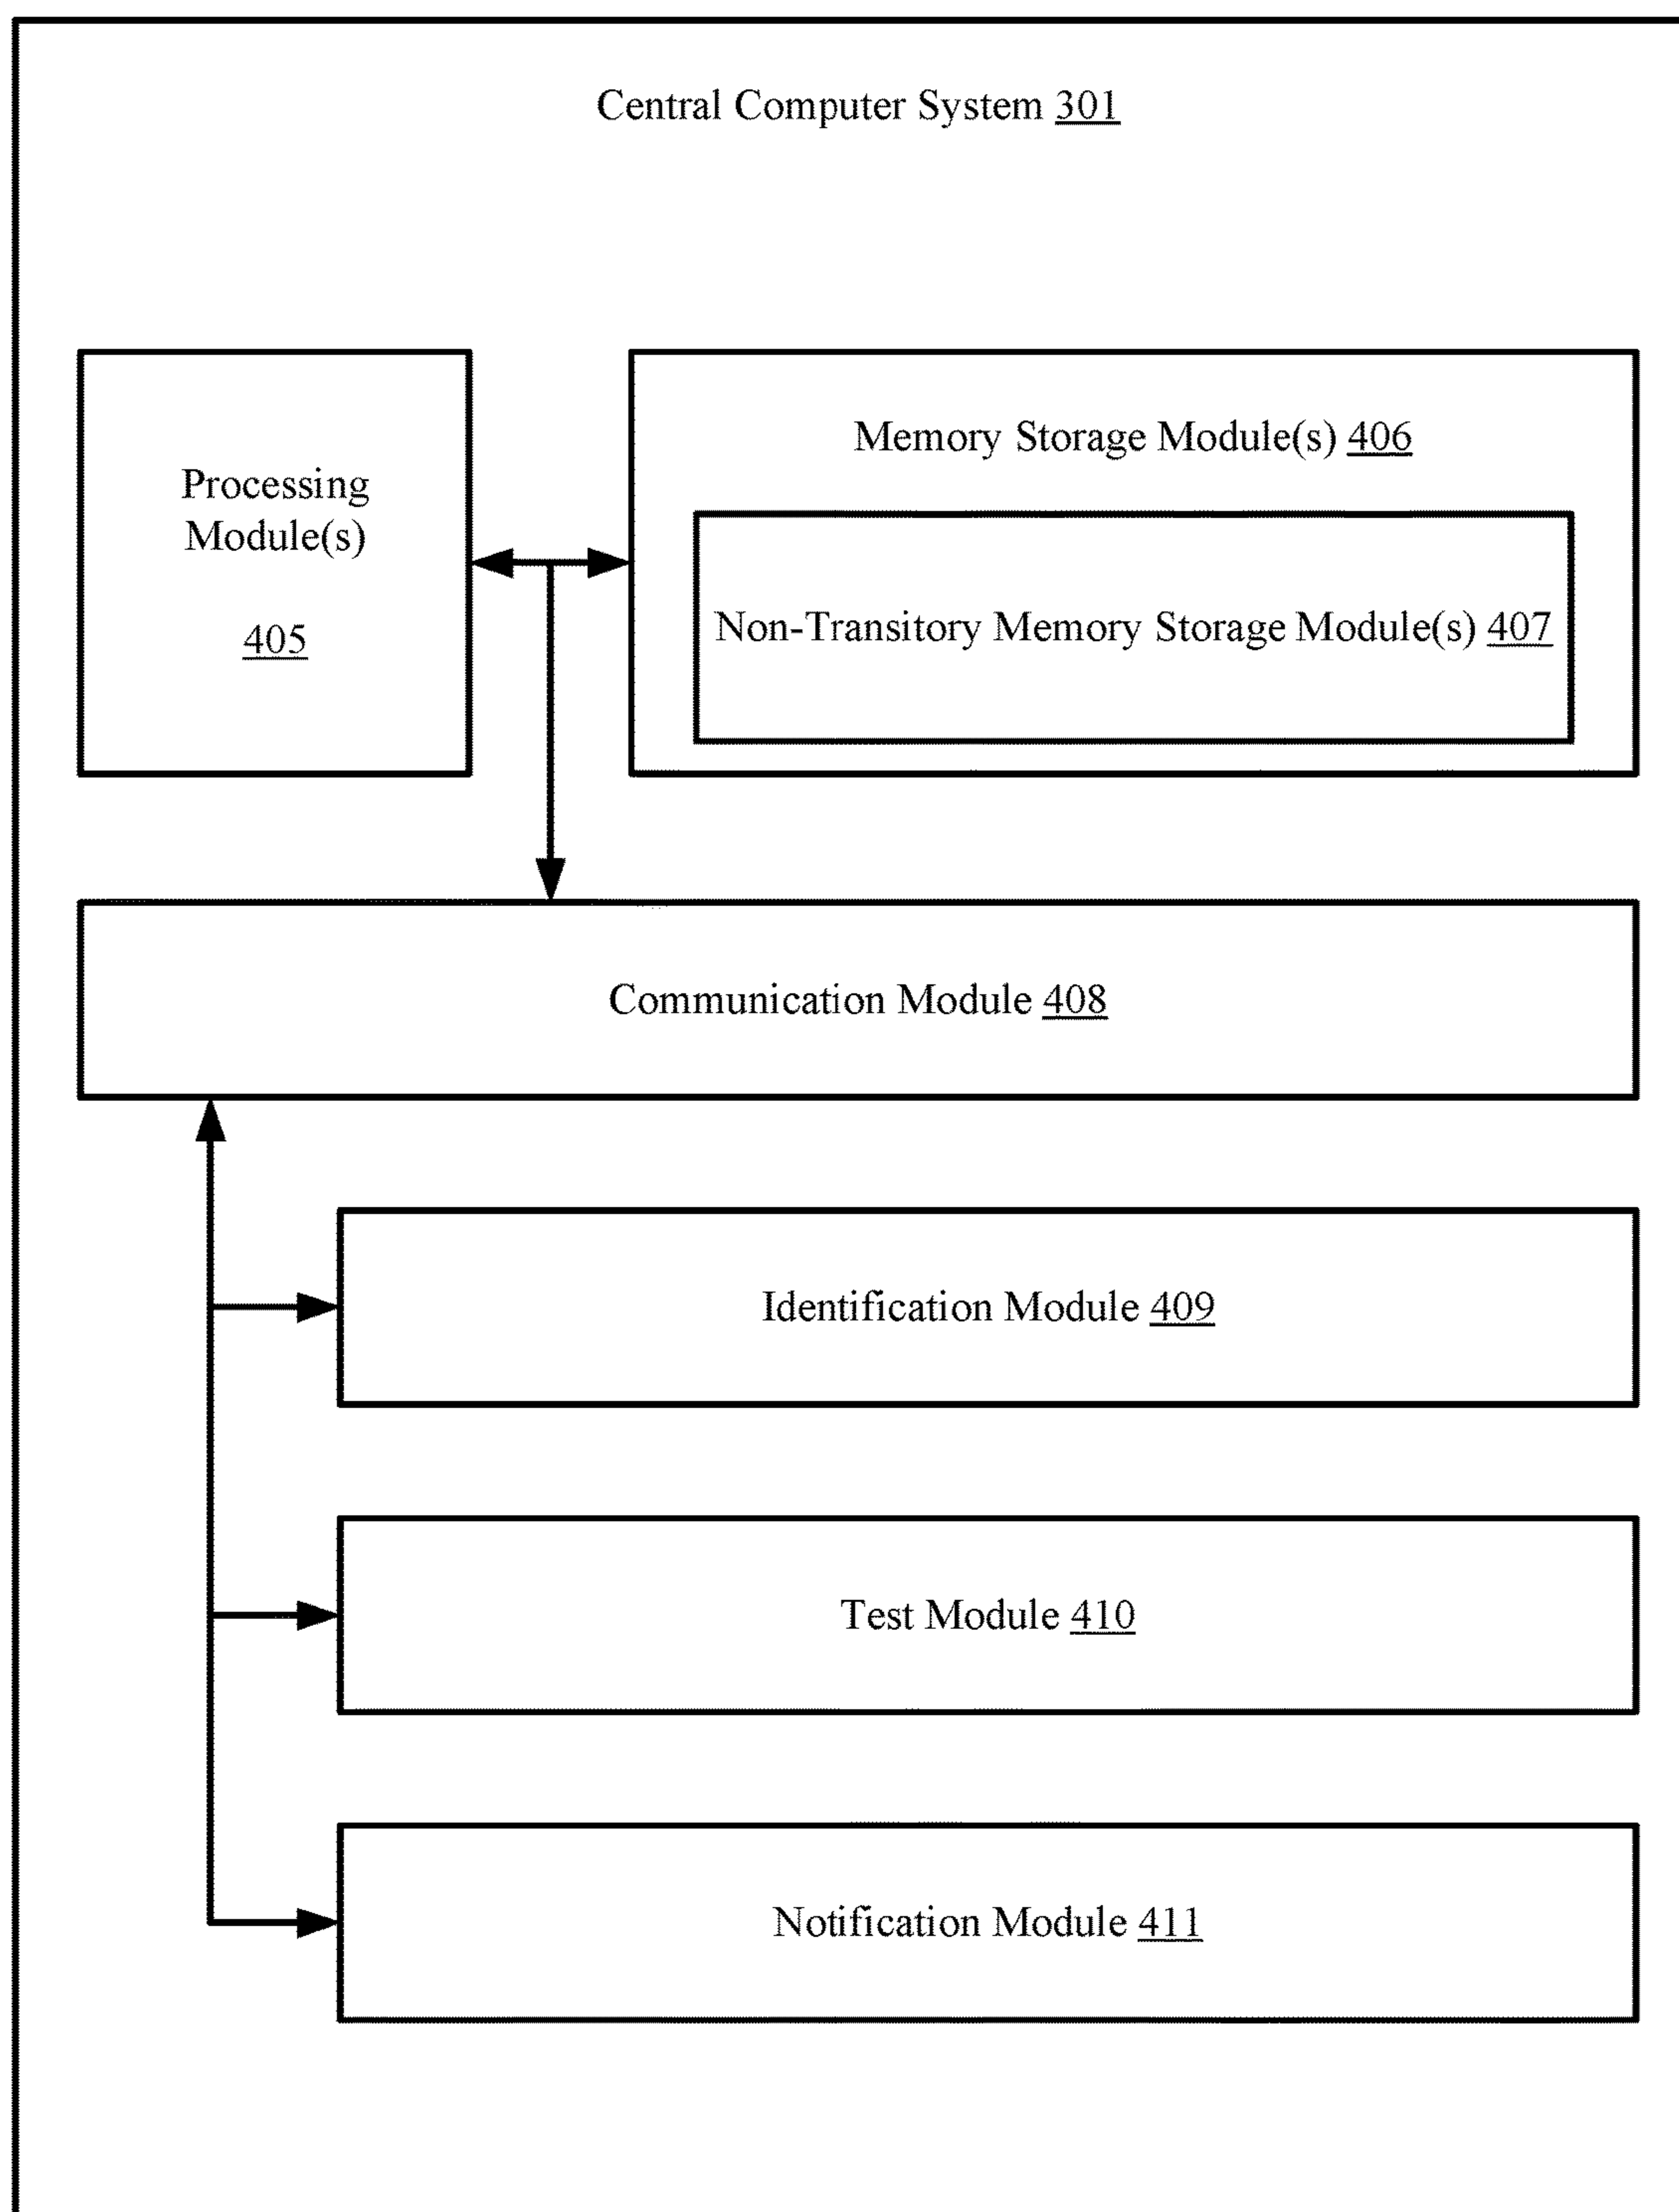 Central Computer System 301
Processing
Module(s)
405
Memory Storage Module(s) 406
Non-Transitory Memory Storage Module(s) 407
Communication Module 408
Identification Module 409
Test Module 410
Notification Module 411